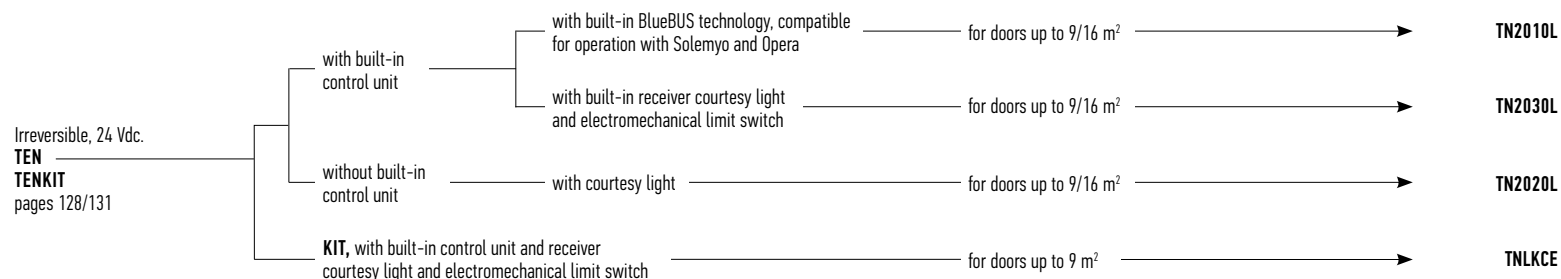 Irreversible, 24 Vdc.
TEN
TENKIT
pages 128/131
with built-in
control unit
with built-in BlueBUS technology, compatible
for operation with Solemyo and Opera
for doors up to 9/16 m²
TN2010L
with built-in receiver courtesy light
and electromechanical limit switch
for doors up to 9/16 m²
TN2030L
without built-in
control unit
with courtesy light
for doors up to 9/16 m²
TN2020L
KIT, with built-in control unit and receiver
courtesy light and electromechanical limit switch
for doors up to 9 m²
TNLKCE